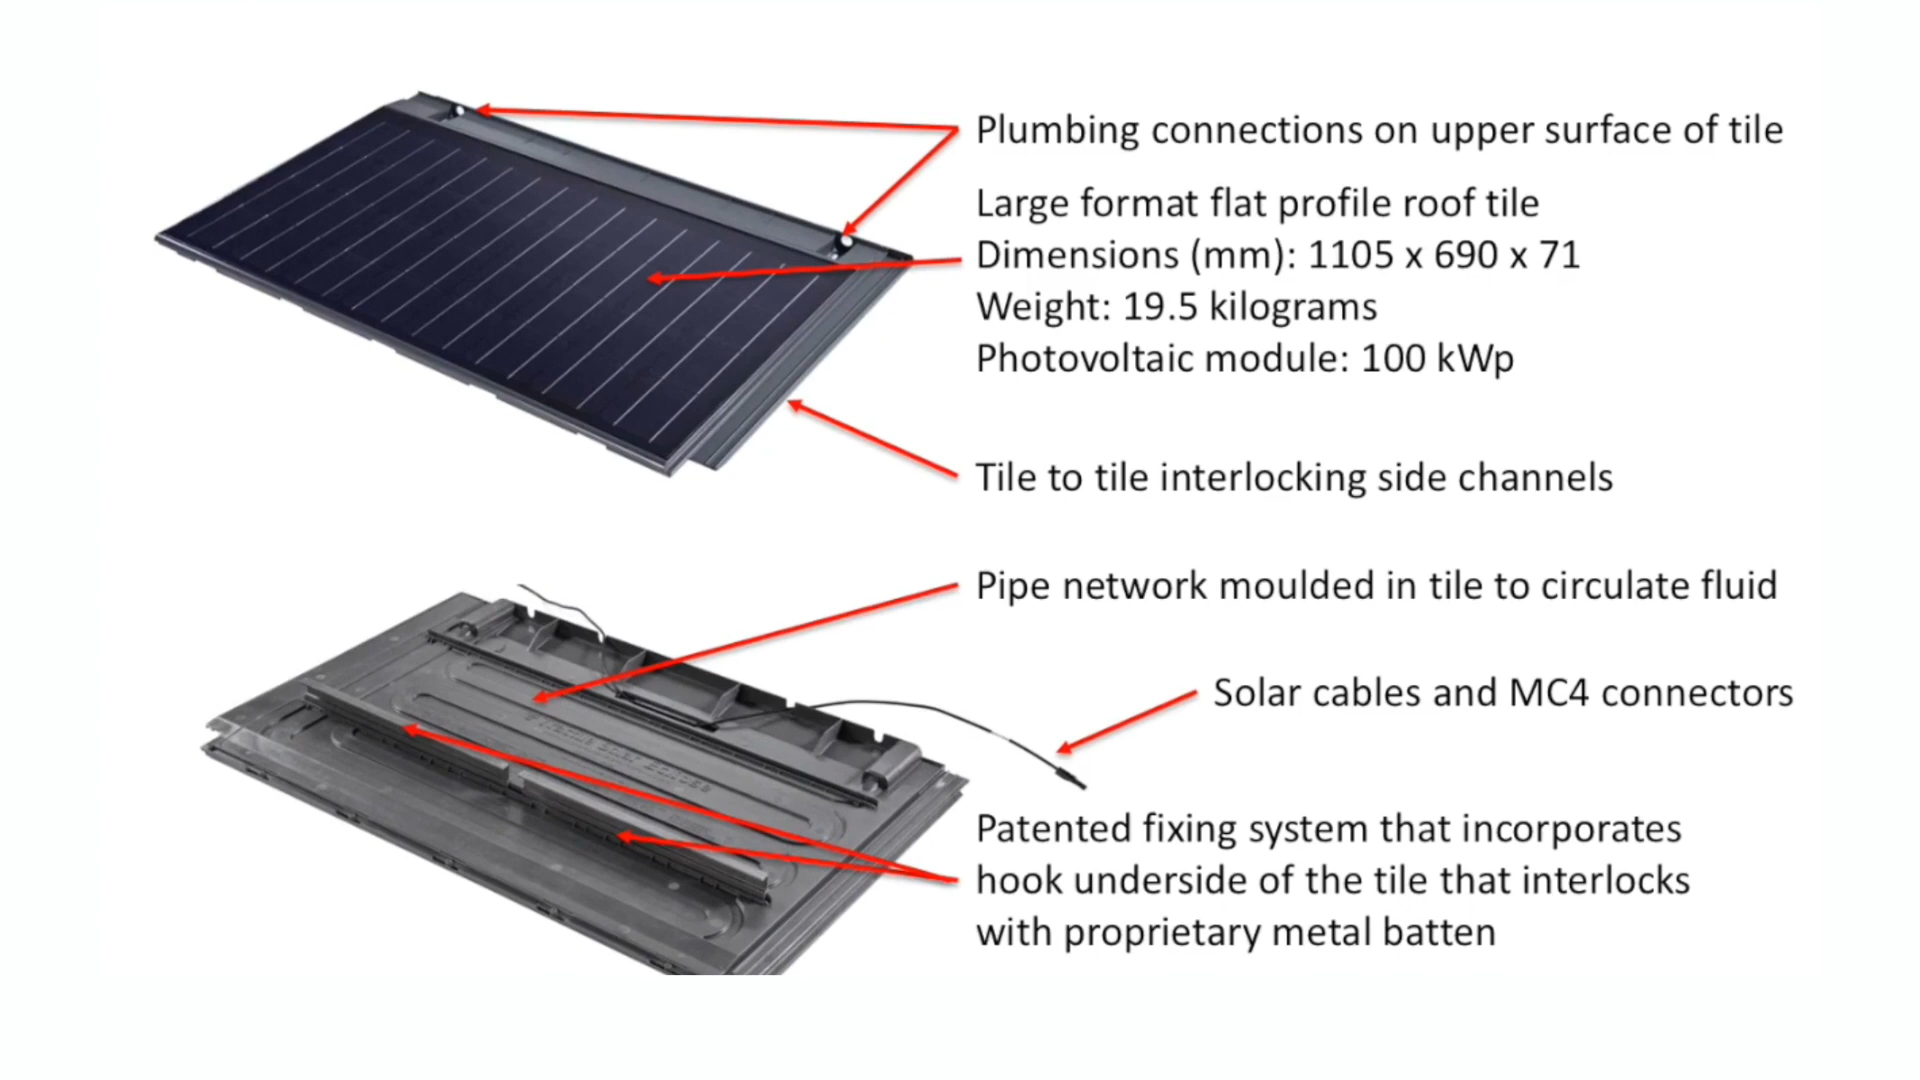 Plumbing connections on upper surface of tile
Large format flat profile roof tile
Dimensions (mm): 1105 x 690 x 71
Weight: 19.5 kilograms
Photovoltaic module: 100 kWp
Tile to tile interlocking side channels
Pipe network moulded in tile to circulate fluid
Solar cables and MC4 connectors
Patented fixing system that incorporates
hook underside of the tile that interlocks
with proprietary metal batten